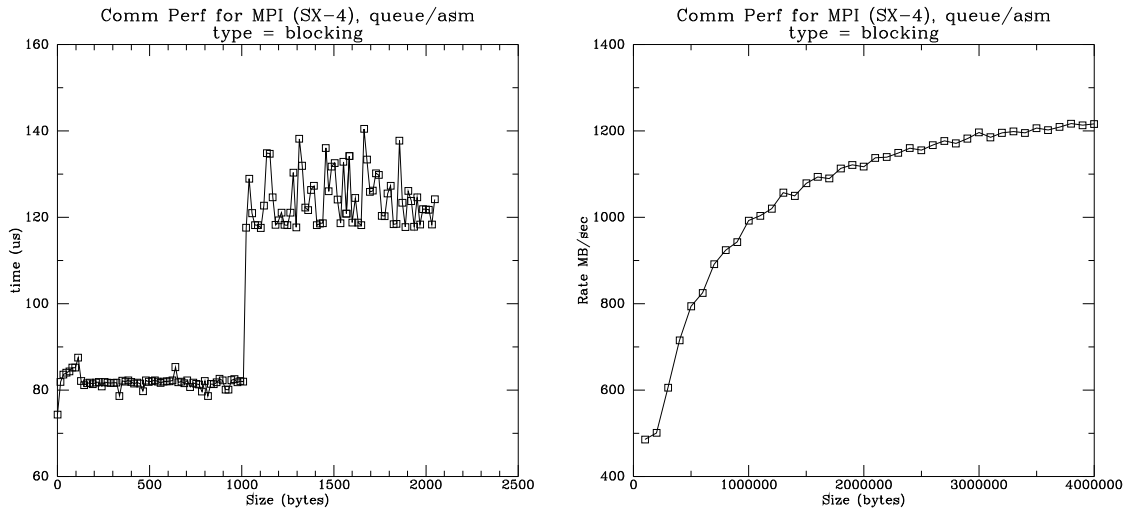 Comm Perf for MPI (SX-4), queue/asm
type = blocking
160
140
120
100
80
60
time (us)
0 500 1000 1500 2000 2500
Size (bytes)
Comm Perf for MPI (SX-4), queue/asm
type = blocking
1400
1200
1000
800
600
400
Rate MB/sec
0 1000000 2000000 3000000 4000000
Size (bytes)